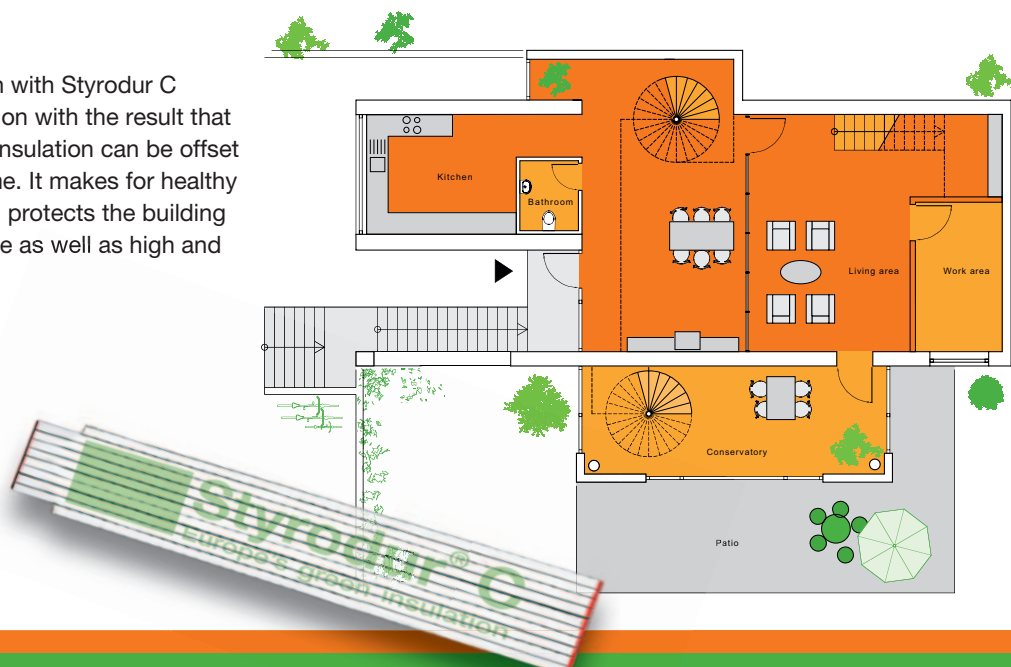 n with Styrodur C
on with the result that
nsulation can be offset
ne. It makes for healthy
protects the building
e as well as high and
Kitchen
Bathroom
Living area
Work area
Conservatory
Patio
Styrodur® C
Europe's green insulation